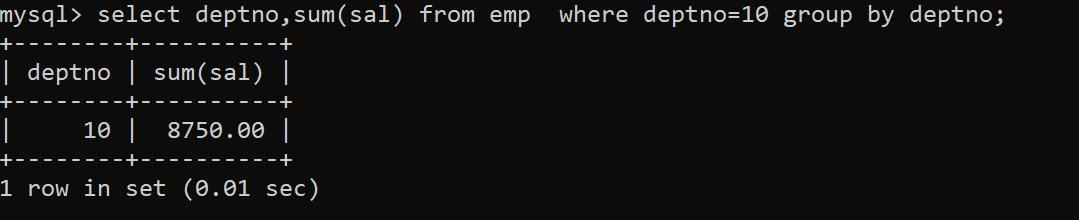 mysql> select deptno,sum(sal) from emp  where deptno=10 group by deptno;
+--------+----------+
| deptno | sum(sal) |
+--------+----------+
|     10 |  8750.00 |
+--------+----------+
1 row in set (0.01 sec)